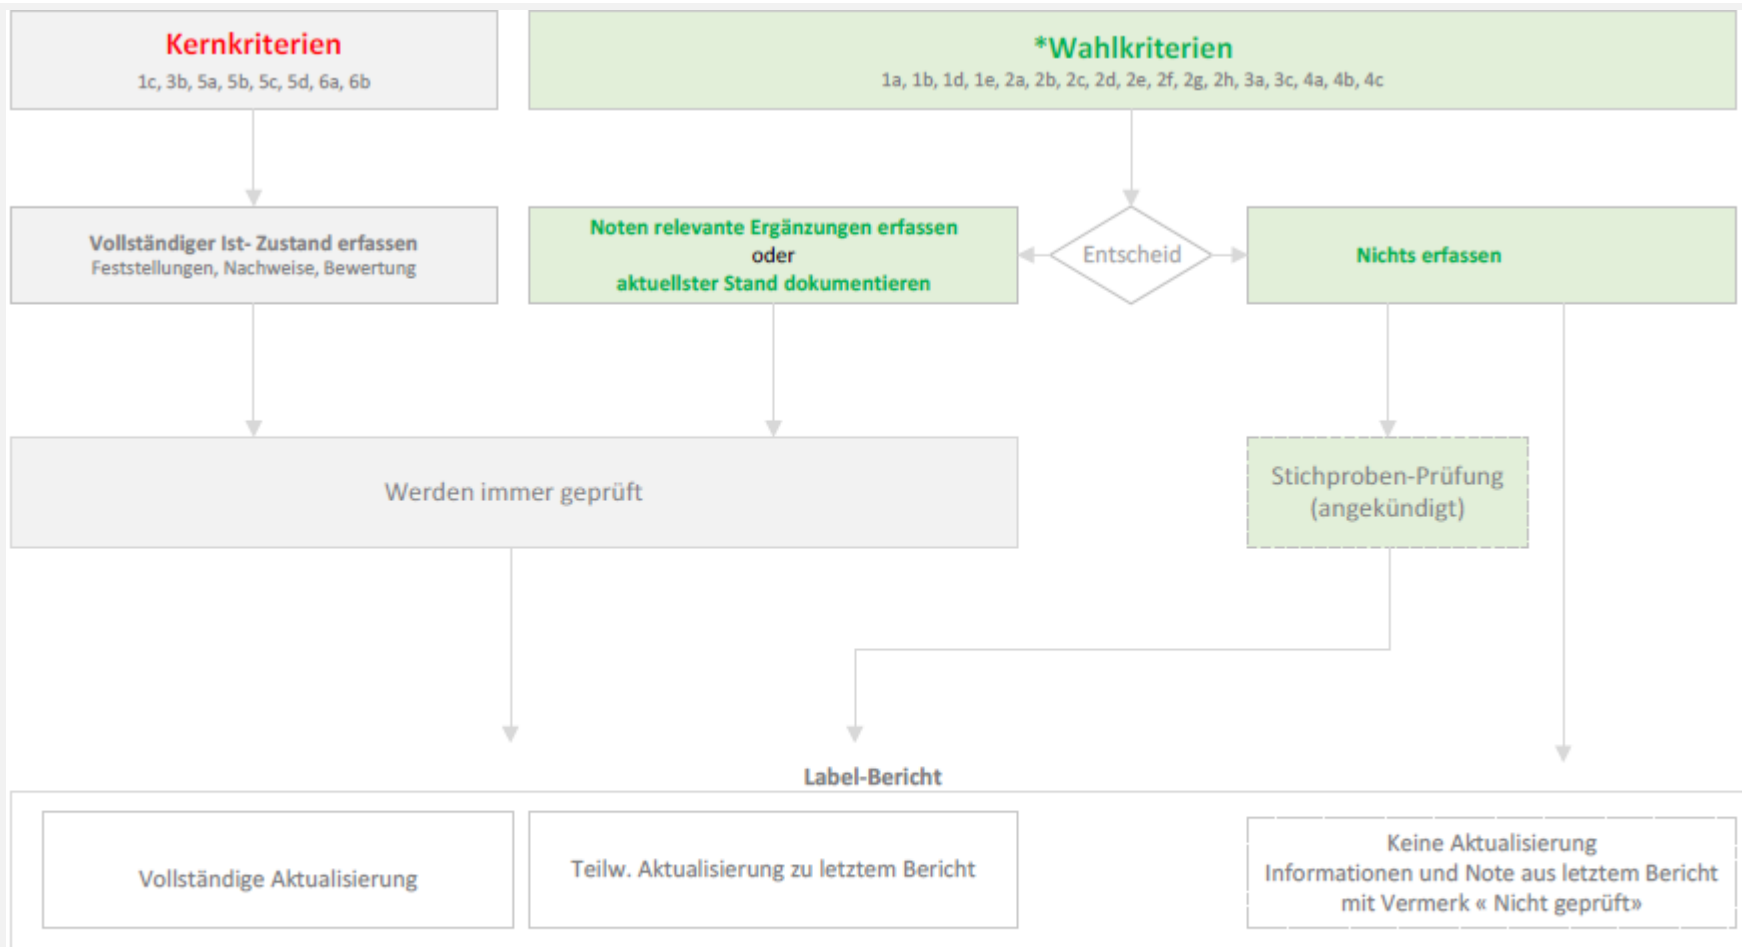 Kernkriterien
1c, 3b, 5a, 5b, 5c, 5d, 6a, 6b
*Wahlkriterien
1a, 1b, 1d, 1e, 2a, 2b, 2c, 2d, 2e, 2f, 2g, 2h, 3a, 3c, 4a, 4b, 4c
Vollständiger Ist- Zustand erfassen
Feststellungen, Nachweise, Bewertung
Noten relevante Ergänzungen erfassen
oder
aktuellster Stand dokumentieren
Entscheid
Nichts erfassen
Werden immer geprüft
Stichproben-Prüfung
(angekündigt)
Label-Bericht
Vollständige Aktualisierung
Teilw. Aktualisierung zu letztem Bericht
Keine Aktualisierung
Informationen und Note aus letztem Bericht
mit Vermerk « Nicht geprüft»